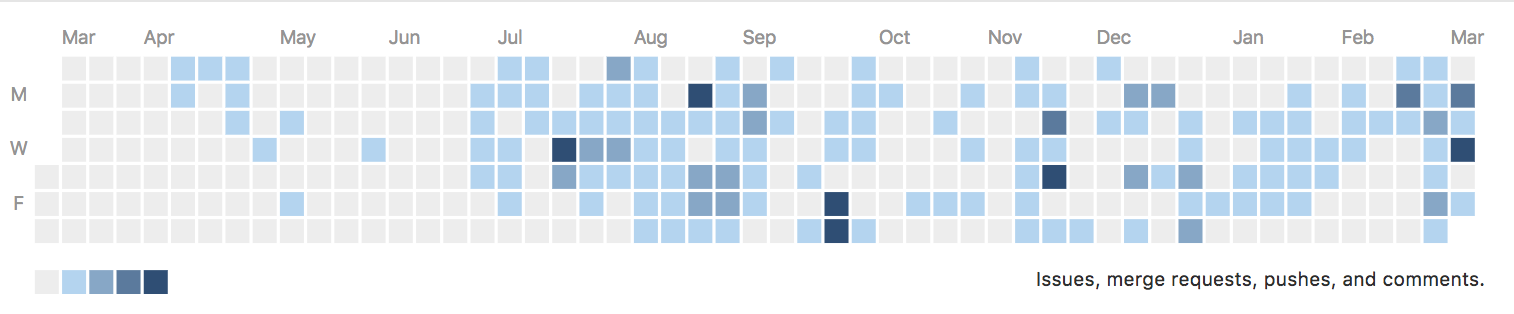 Mar Apr May Jun Jul Aug Sep Oct Nov Dec Jan Feb Mar
M
W
F
Issues, merge requests, pushes, and comments.